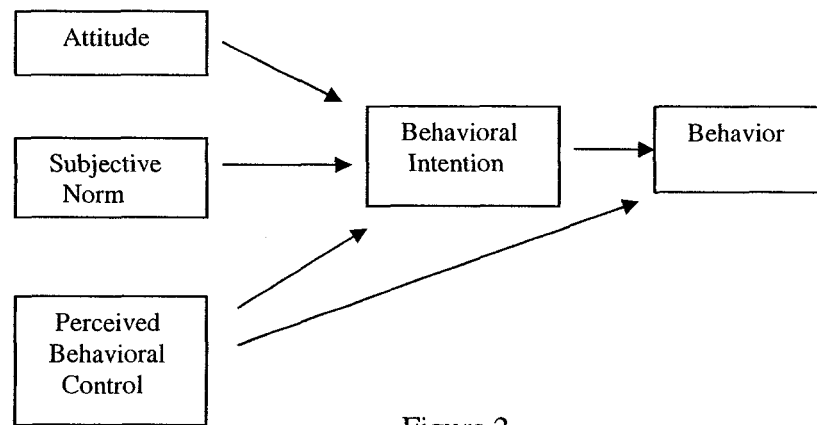 Attitude
Subjective
Norm
Perceived
Behavioral
Control
Behavioral
Intention
Behavior